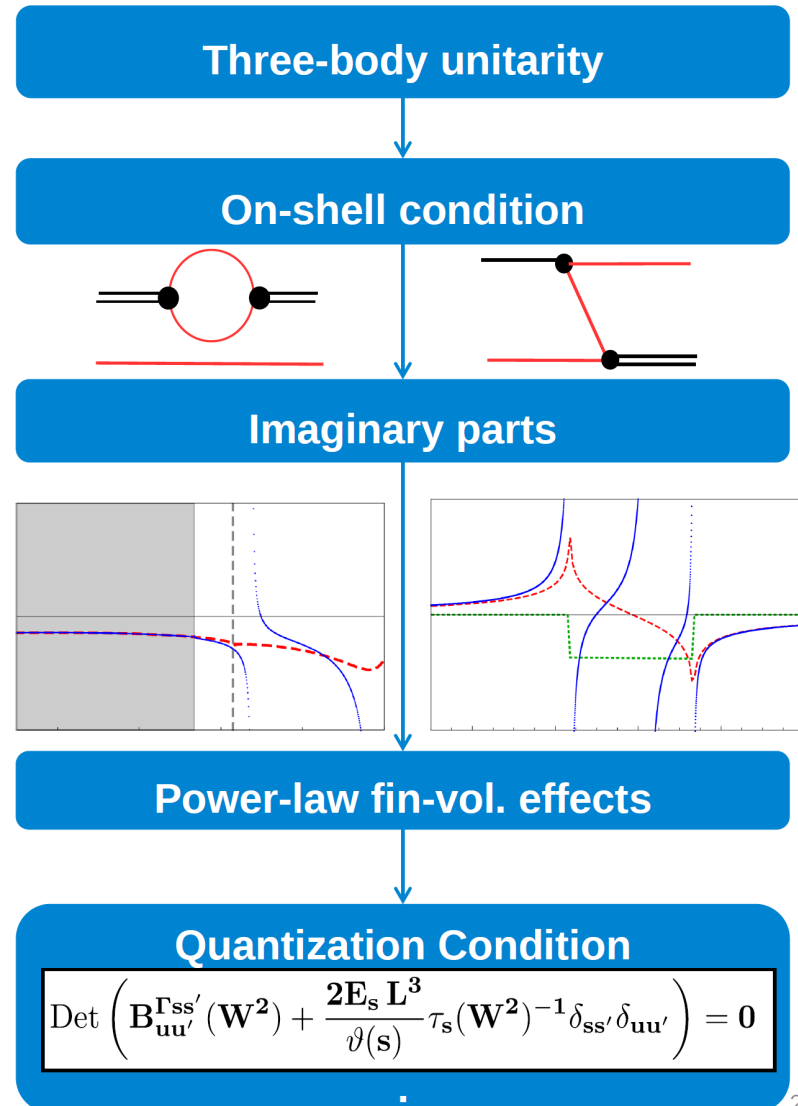 Three-body unitarity
On-shell condition
Imaginary parts
Power-law fin-vol. effects
Quantization Condition
Det ( B^{Γss′}_{uu′}(W²) + \frac{2E_s L³}{ϑ(s)} τ_s(W²)^{-1} δ_{ss′} δ_{uu′} ) = 0
.